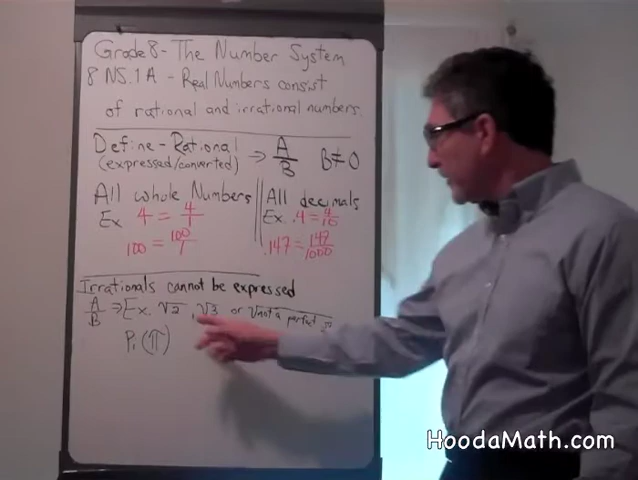 Grade 8 - The Number System
8 NS.1A - Real Numbers consist
of rational and irrational numbers.
Define - Rational
(expressed/converted) ⇒ A/B B≠0
All whole Numbers
Ex 4 = 4/1
100 = 100/1
All decimals
Ex. .4 = 4/10
.147 = 147/1000
Irrationals cannot be expressed
A/B ⇒ Ex. √2, √3 or √not a perfect
Pi (π)
HoodaMath.com